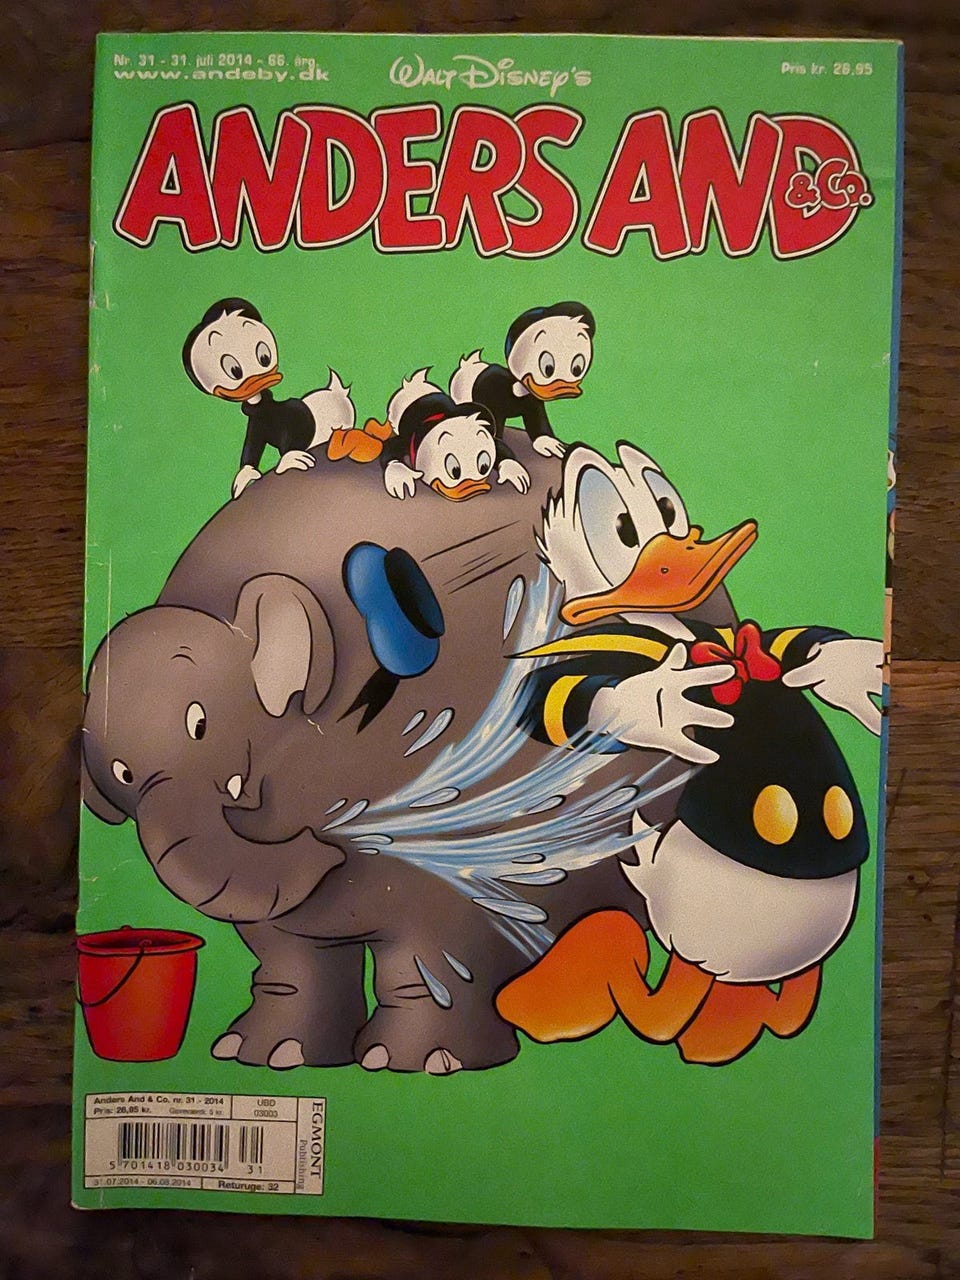 Nr. 31 - 31. juli 2014 - 66. årg.
www.andeby.dk
WALT DISNEY'S
Pris kr. 26,95
ANDERS AND
& Co.
Anders And & Co. nr. 31 - 2014
Pris: 26,95 kr.
UBD
03003
EGMONT
Publishing
5 701418 030034 31
31.07.2014 - 06.08.2014
Returuge: 32